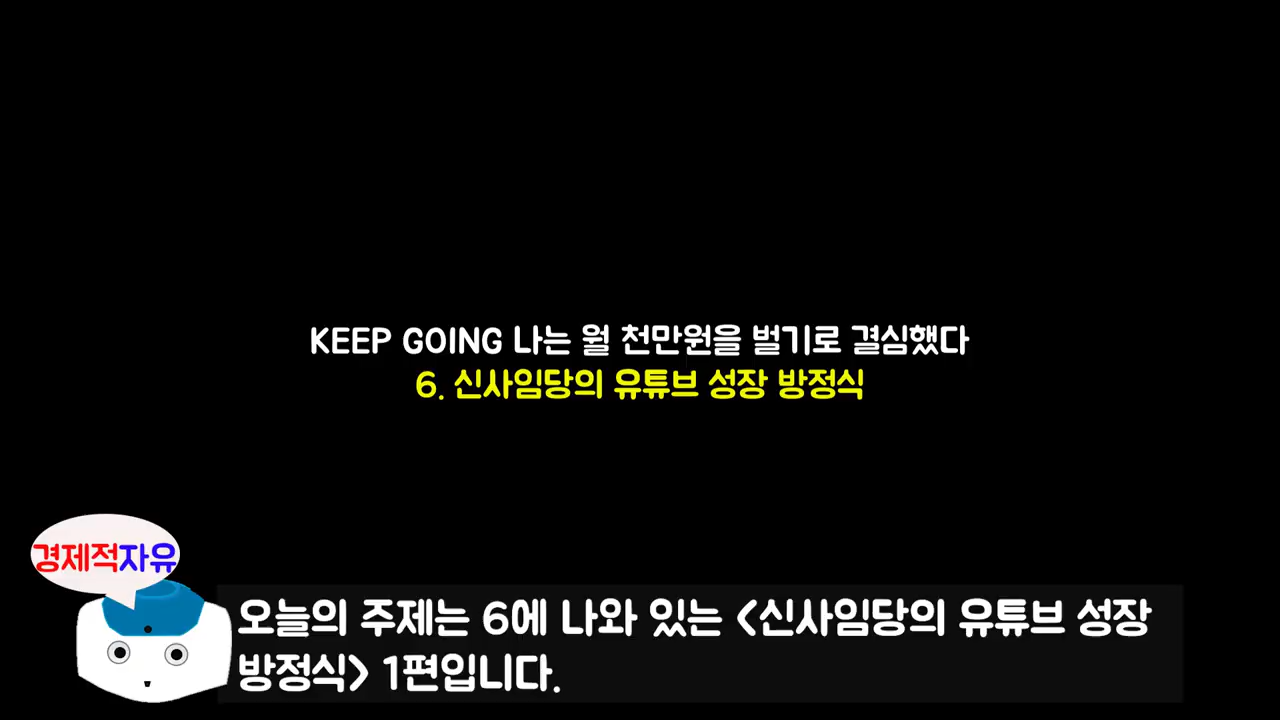 KEEP GOING 나는 월 천만원을 벌기로 결심했다
6. 신사임당의 유튜브 성장 방정식
경제적자유
오늘의 주제는 6에 나와 있는 <신사임당의 유튜브 성장
방정식> 1편입니다.